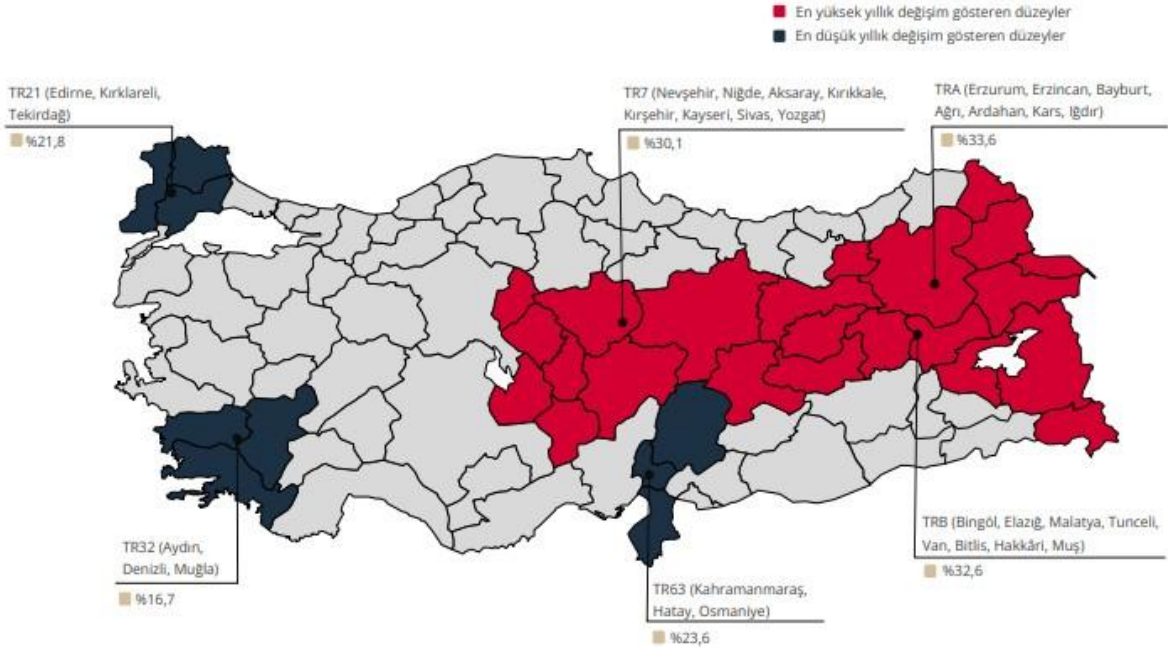 En yüksek yıllık değişim gösteren düzeyler
En düşük yıllık değişim gösteren düzeyler
TR21 (Edirne, Kırklareli,
Tekirdağ)
%21,8
TR7 (Nevşehir, Niğde, Aksaray, Kırıkkale,
Kırşehir, Kayseri, Sivas, Yozgat)
%30,1
TRA (Erzurum, Erzincan, Bayburt,
Ağrı, Ardahan, Kars, Iğdır)
%33,6
TR32 (Aydın,
Denizli, Muğla)
%16,7
TR63 (Kahramanmaraş,
Hatay, Osmaniye)
%23,6
TRB (Bingöl, Elazığ, Malatya, Tunceli,
Van, Bitlis, Hakkâri, Muş)
%32,6